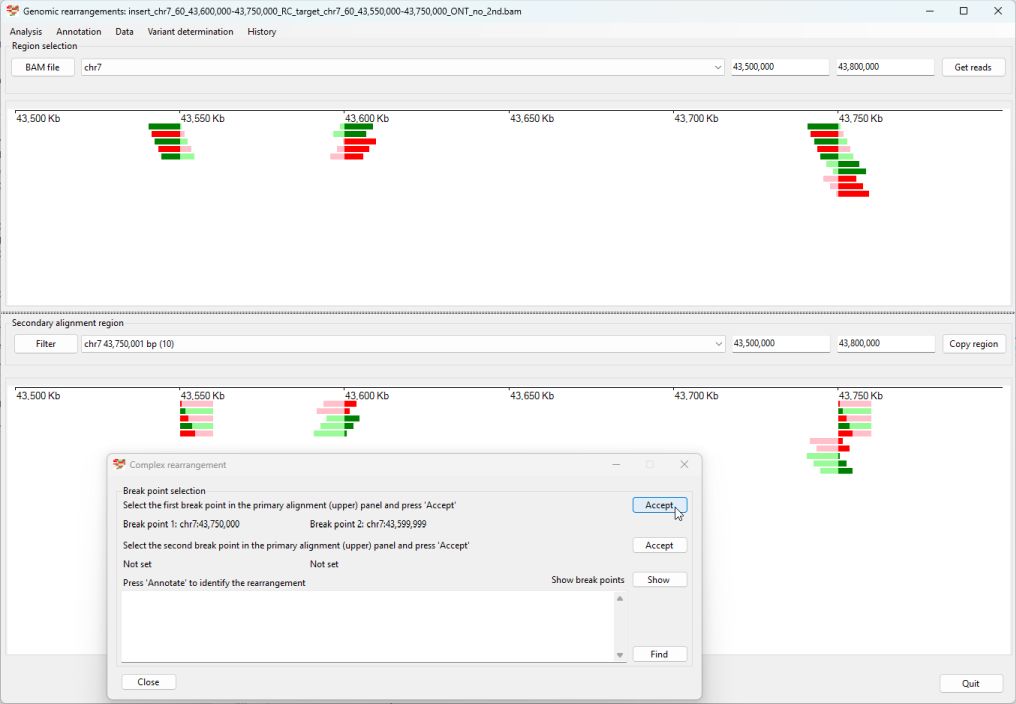 Genomic rearrangements: insert_chr7_60_43,600,000-43,750,000_RC_target_chr7_60_43,550,000-43,750,000_ONT_no_2nd.bam
Analysis Annotation Data Variant determination History
Region selection
BAM file chr7 43,500,000 43,800,000 Get reads
43,500 Kb 43,550 Kb 43,600 Kb 43,650 Kb 43,700 Kb 43,750 Kb
Secondary alignment region
Filter chr7 43,750,001 bp (10) 43,500,000 43,800,000 Copy region
43,500 Kb 43,550 Kb 43,600 Kb 43,650 Kb 43,700 Kb 43,750 Kb
Complex rearrangement
Break point selection
Select the first break point in the primary alignment (upper) panel and press 'Accept' Accept
Break point 1: chr7:43,750,000 Break point 2: chr7:43,599,999
Select the second break point in the primary alignment (upper) panel and press 'Accept' Accept
Not set Not set
Press 'Annotate' to identify the rearrangement Show break points Show
Find
Close
Quit